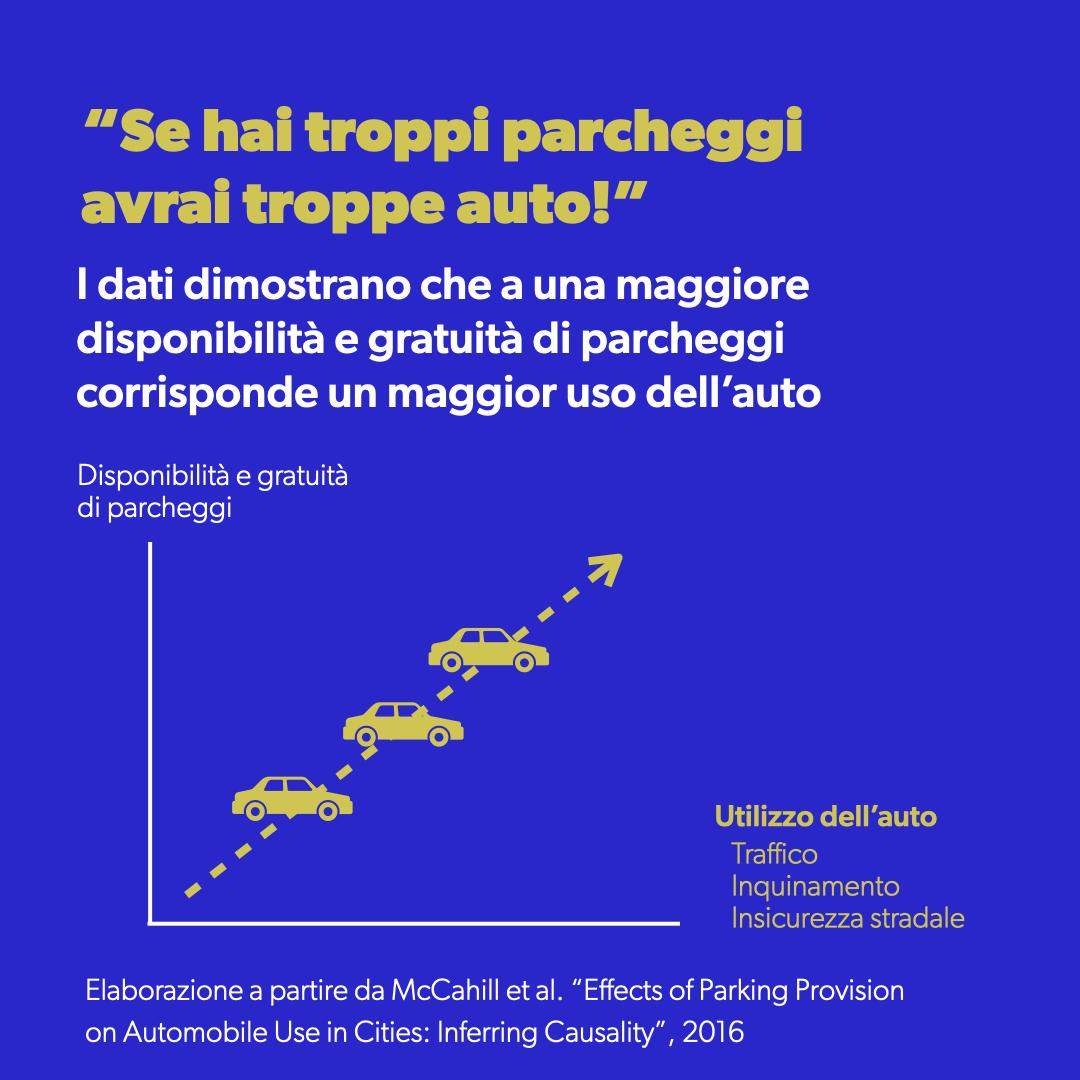 “Se hai troppi parcheggi
avrai troppe auto!”
I dati dimostrano che a una maggiore
disponibilità e gratuità di parcheggi
corrisponde un maggior uso dell’auto
Disponibilità e gratuità
di parcheggi
Utilizzo dell’auto
Traffico
Inquinamento
Insicurezza stradale
Elaborazione a partire da McCahill et al. “Effects of Parking Provision
on Automobile Use in Cities: Inferring Causality”, 2016